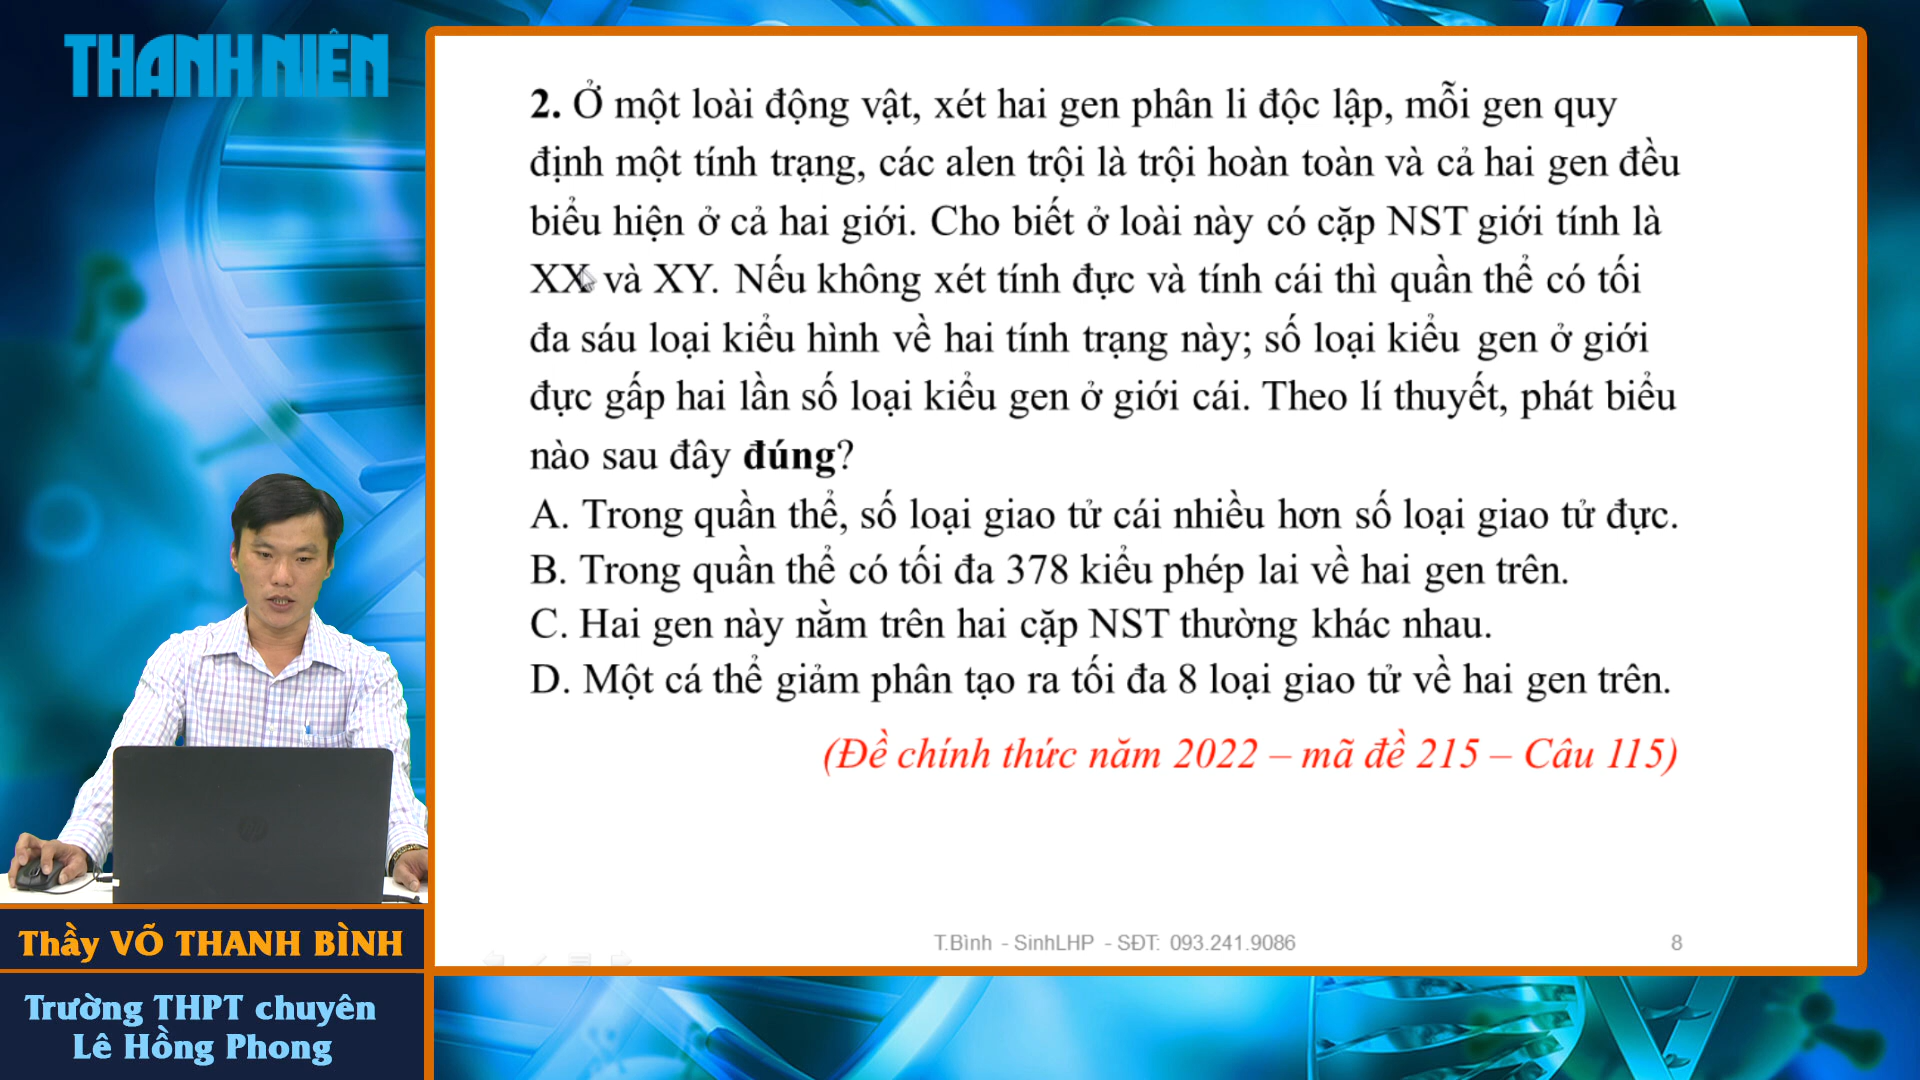 THANH NIÊN
2. Ở một loài động vật, xét hai gen phân li độc lập, mỗi gen quy
định một tính trạng, các alen trội là trội hoàn toàn và cả hai gen đều
biểu hiện ở cả hai giới. Cho biết ở loài này có cặp NST giới tính là
XX và XY. Nếu không xét tính đực và tính cái thì quần thể có tối
đa sáu loại kiểu hình về hai tính trạng này; số loại kiểu gen ở giới
đực gấp hai lần số loại kiểu gen ở giới cái. Theo lí thuyết, phát biểu
nào sau đây đúng?
A. Trong quần thể, số loại giao tử cái nhiều hơn số loại giao tử đực.
B. Trong quần thể có tối đa 378 kiểu phép lai về hai gen trên.
C. Hai gen này nằm trên hai cặp NST thường khác nhau.
D. Một cá thể giảm phân tạo ra tối đa 8 loại giao tử về hai gen trên.
(Đề chính thức năm 2022 – mã đề 215 – Câu 115)
T.Bình - SinhLHP - SĐT: 093.241.9086
8
Thầy VÕ THANH BÌNH
Trường THPT chuyên
Lê Hồng Phong